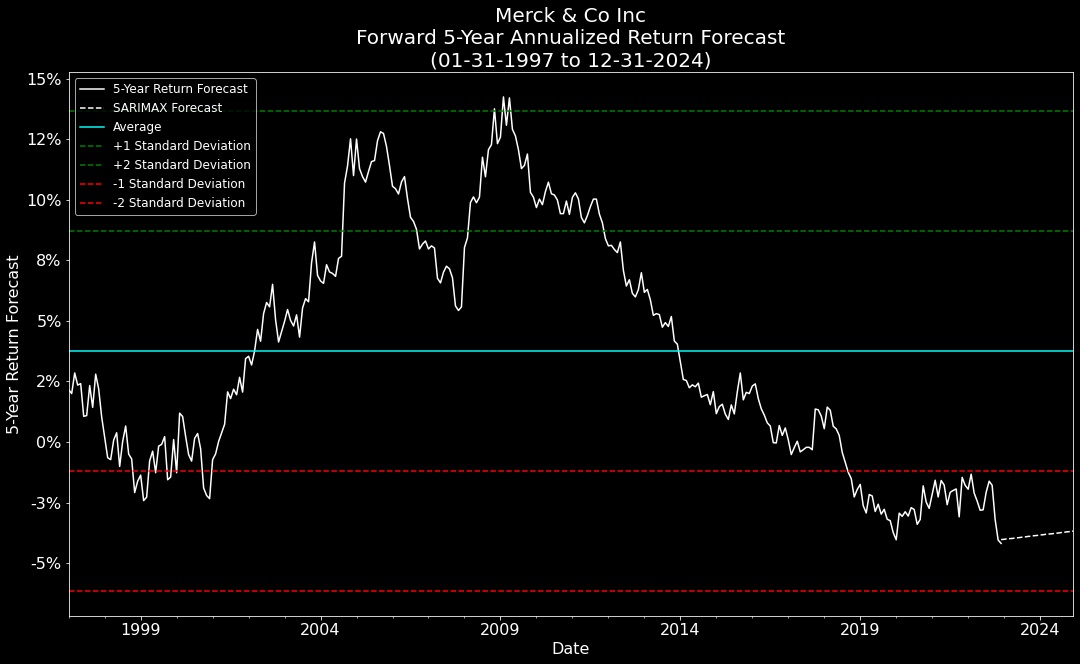 Merck & Co Inc
Forward 5-Year Annualized Return Forecast
(01-31-1997 to 12-31-2024)
5-Year Return Forecast
SARIMAX Forecast
Average
+1 Standard Deviation
+2 Standard Deviation
-1 Standard Deviation
-2 Standard Deviation
15%
12%
10%
8%
5%
2%
0%
-3%
-5%
5-Year Return Forecast
1999
2004
2009
2014
2019
2024
Date